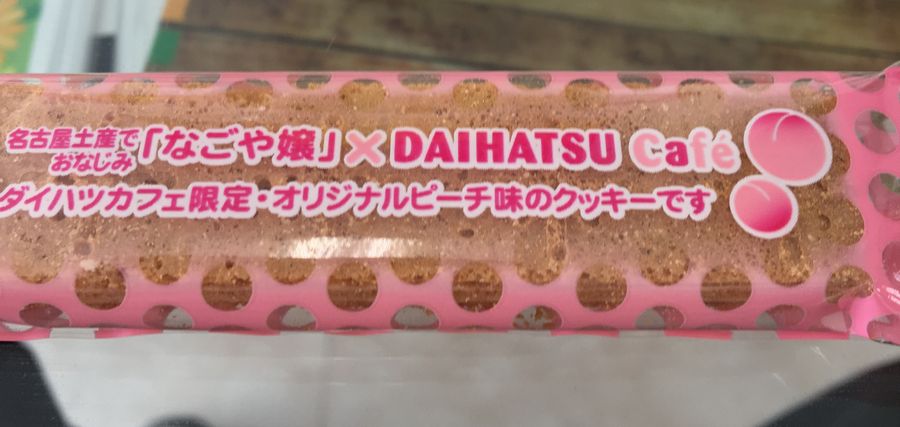 名古屋土産で
おなじみ「なごや嬢」×DAIHATSU Café
ダイハツカフェ限定・オリジナルピーチ味のクッキーです